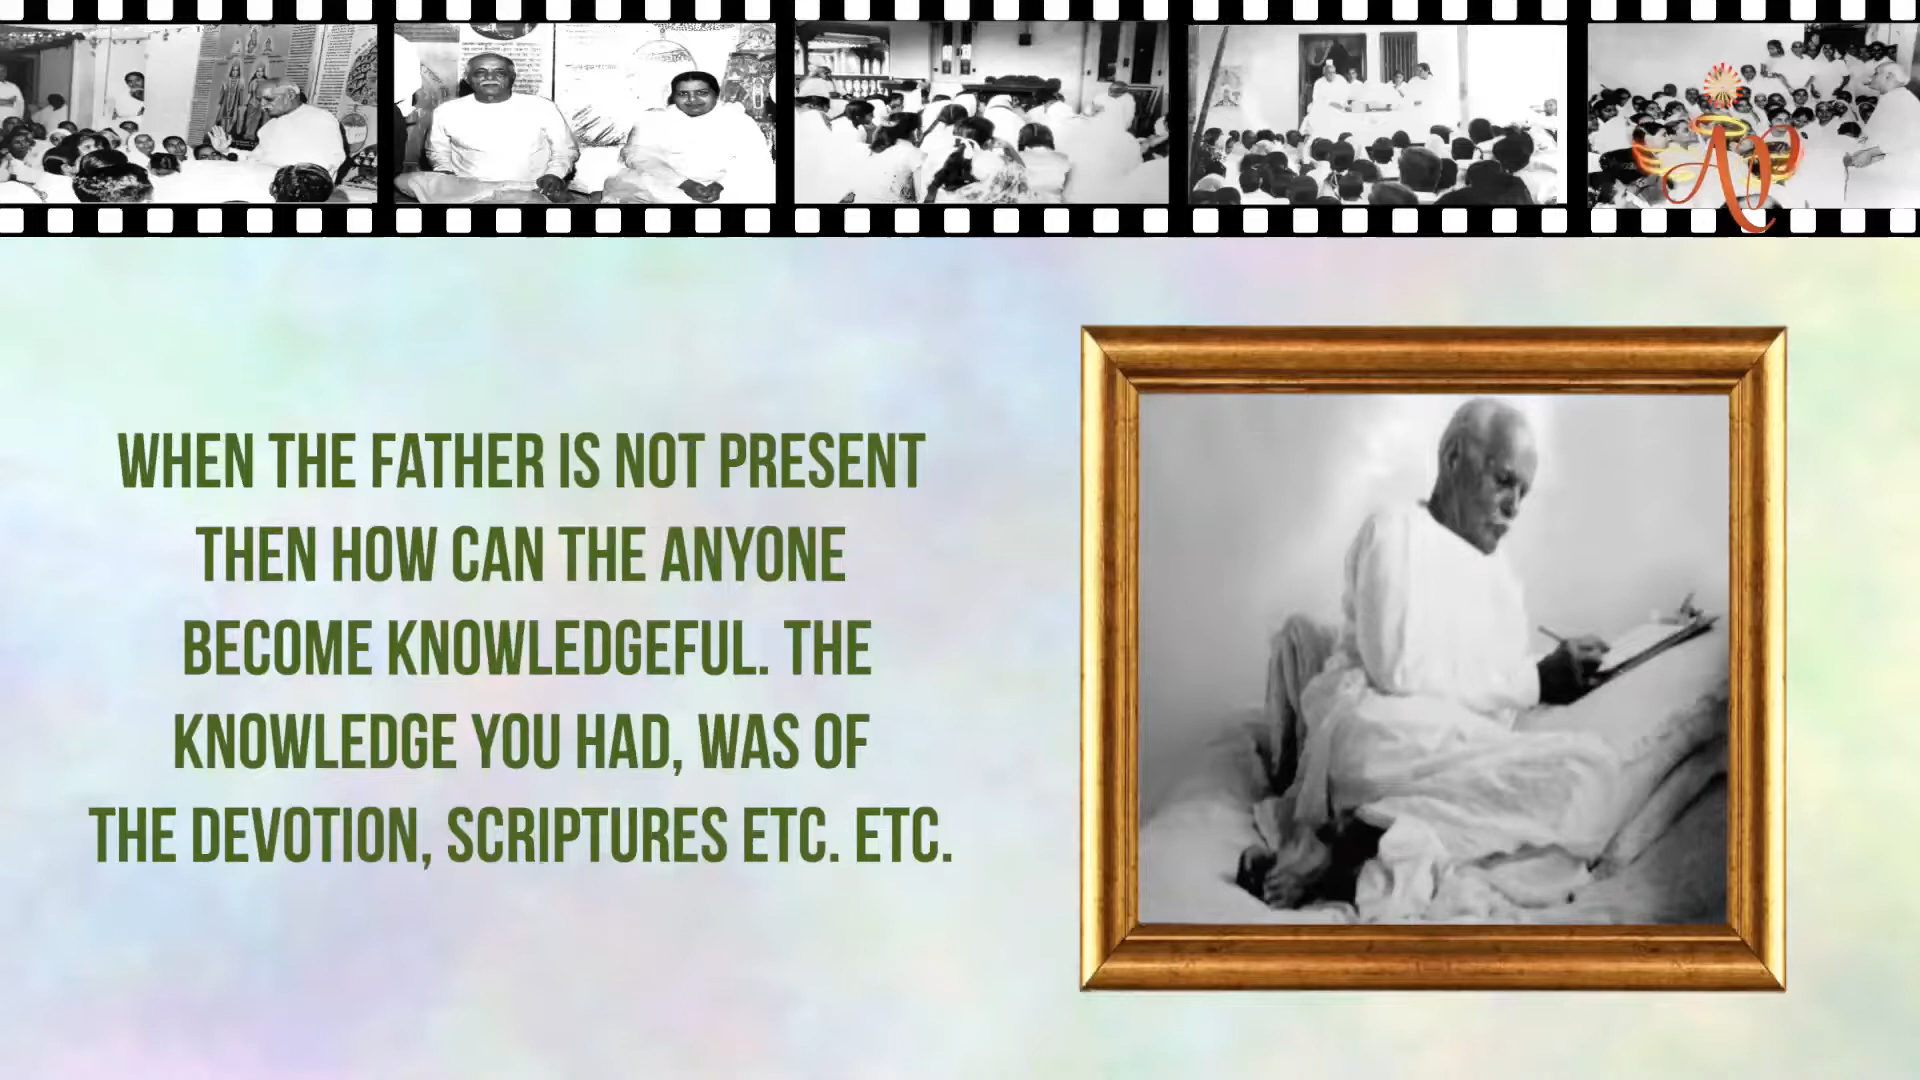 WHEN THE FATHER IS NOT PRESENT
THEN HOW CAN THE ANYONE
BECOME KNOWLEDGEFUL. THE
KNOWLEDGE YOU HAD, WAS OF
THE DEVOTION, SCRIPTURES ETC. ETC.